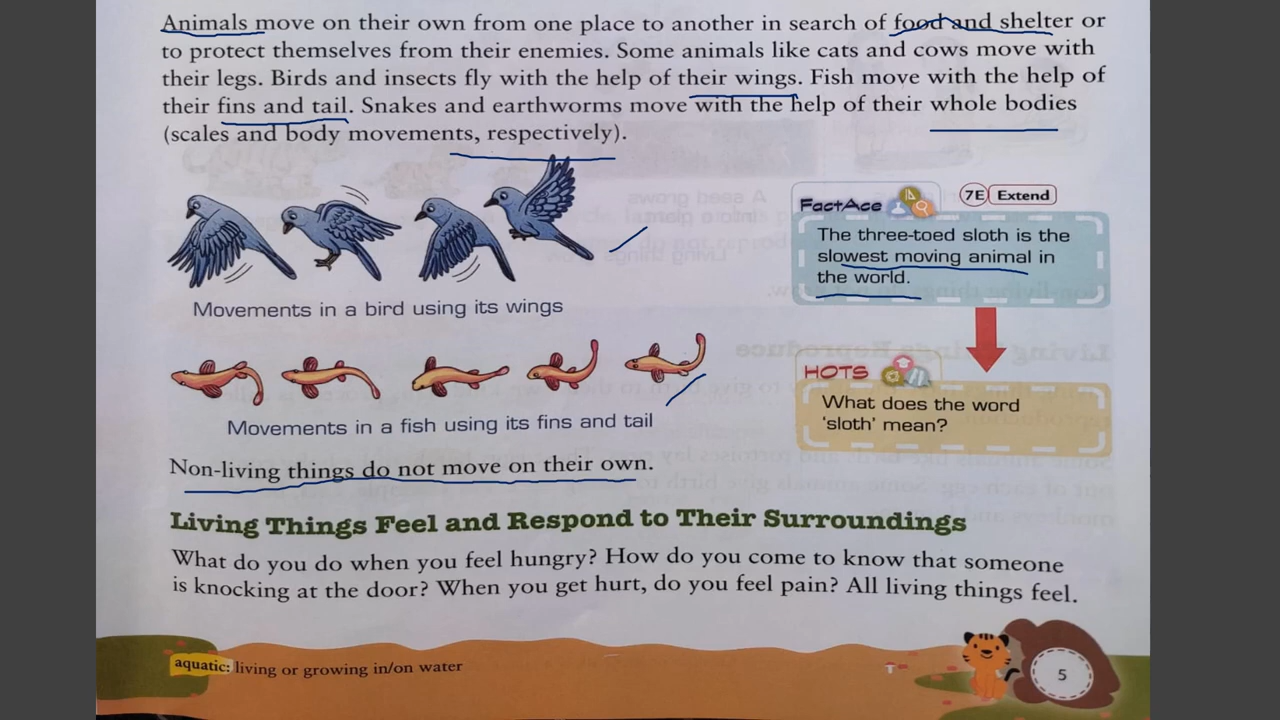 Animals move on their own from one place to another in search of food and shelter or
to protect themselves from their enemies. Some animals like cats and cows move with
their legs. Birds and insects fly with the help of their wings. Fish move with the help of
their fins and tail. Snakes and earthworms move with the help of their whole bodies
(scales and body movements, respectively).
Movements in a bird using its wings
Movements in a fish using its fins and tail
FactAce
7E Extend
The three-toed sloth is the
slowest moving animal in
the world.
HOTS
What does the word
‘sloth’ mean?
Non-living things do not move on their own.
Living Things Feel and Respond to Their Surroundings
What do you do when you feel hungry? How do you come to know that someone
is knocking at the door? When you get hurt, do you feel pain? All living things feel.
aquatic: living or growing in/on water
5